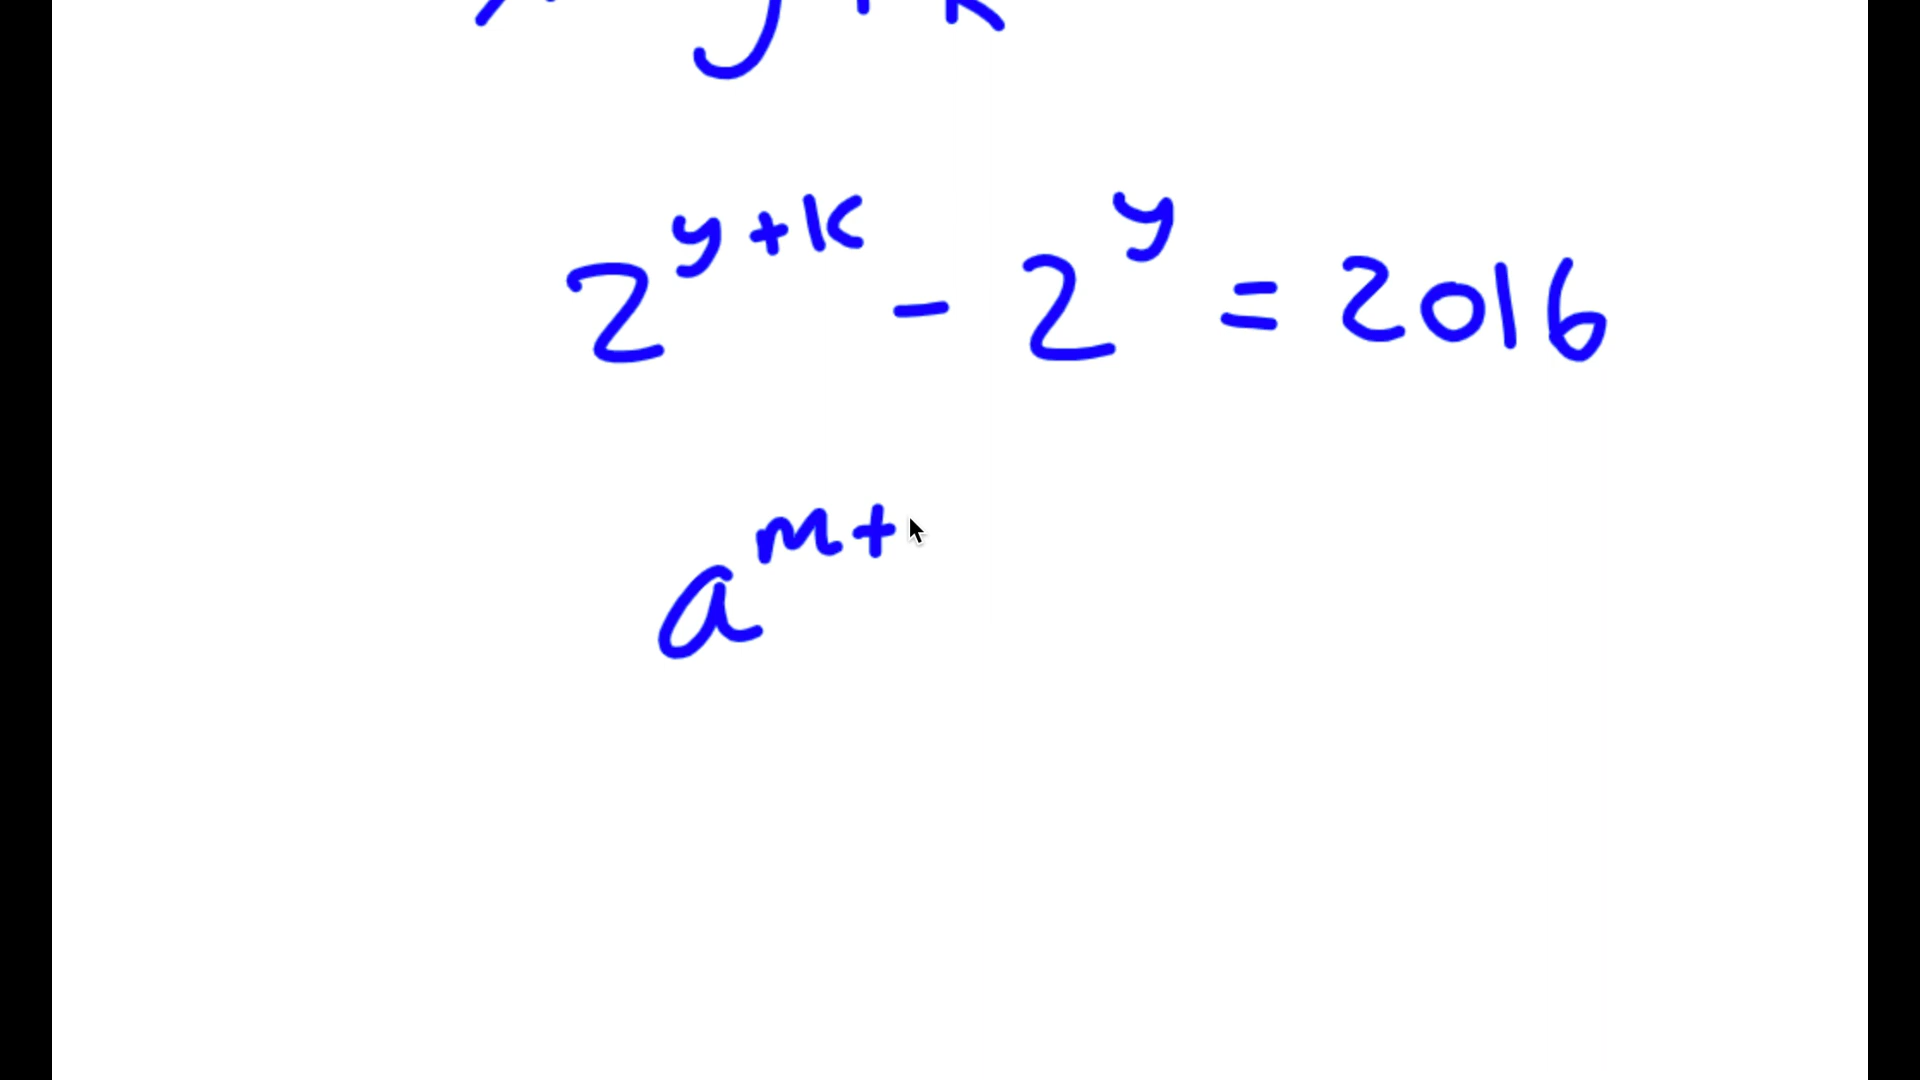 2^{y+k} - 2^y = 2016
a^{m+